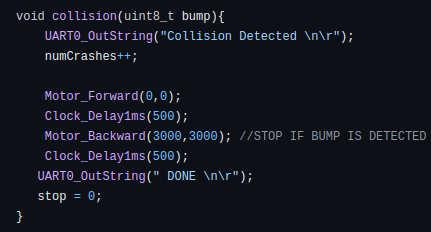 void collision(uint8_t bump){
    UART0_OutString("Collision Detected \n\r");
    numCrashes++;

    Motor_Forward(0,0);
    Clock_Delay1ms(500);
    Motor_Backward(3000,3000); //STOP IF BUMP IS DETECTED
    Clock_Delay1ms(500);
   UART0_OutString(" DONE \n\r");
   stop = 0;
}